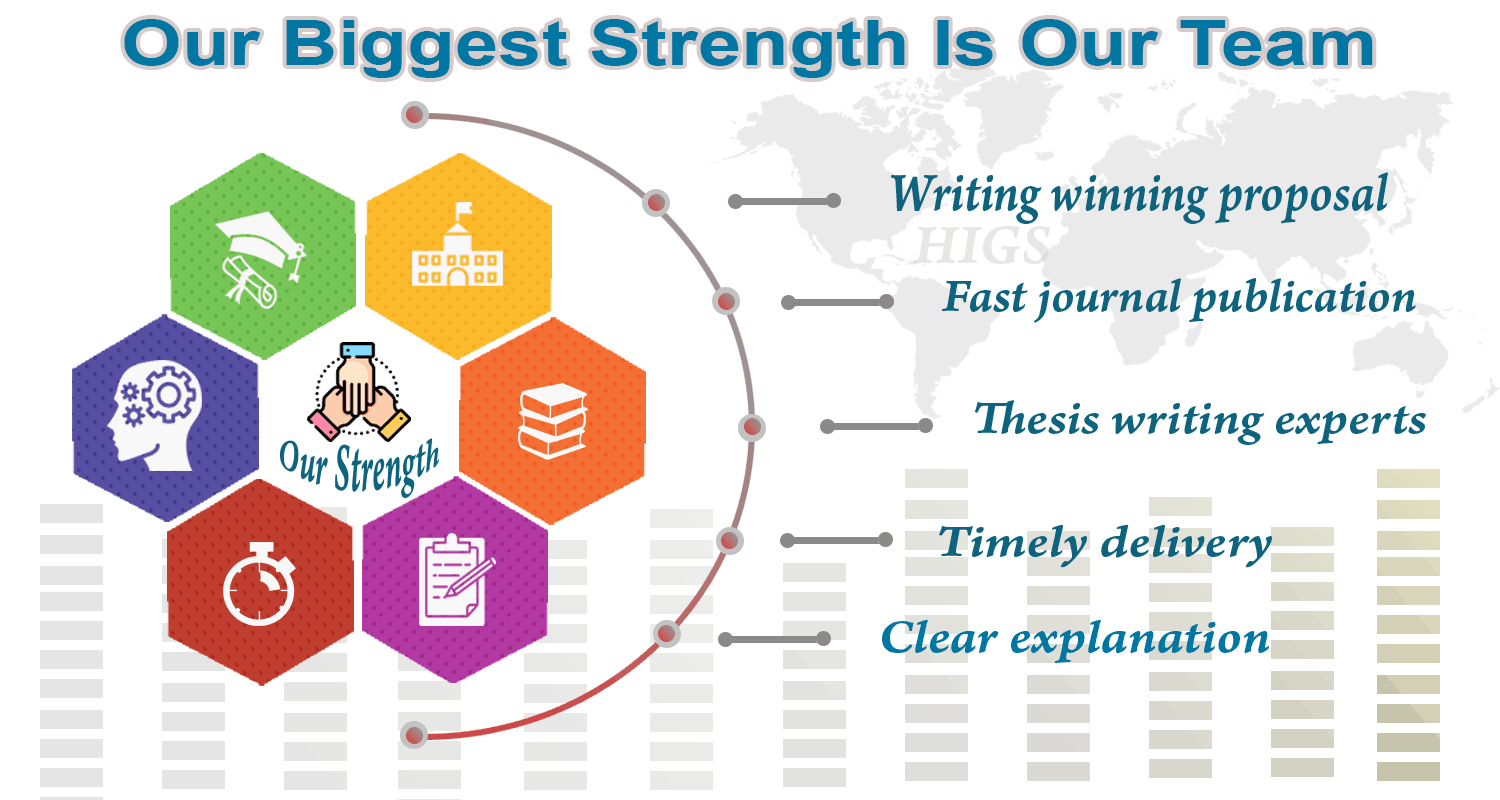 Our Biggest Strength Is Our Team
Writing winning proposal
HIGS
Fast journal publication
Our Strength
Thesis writing experts
Timely delivery
Clear explanation